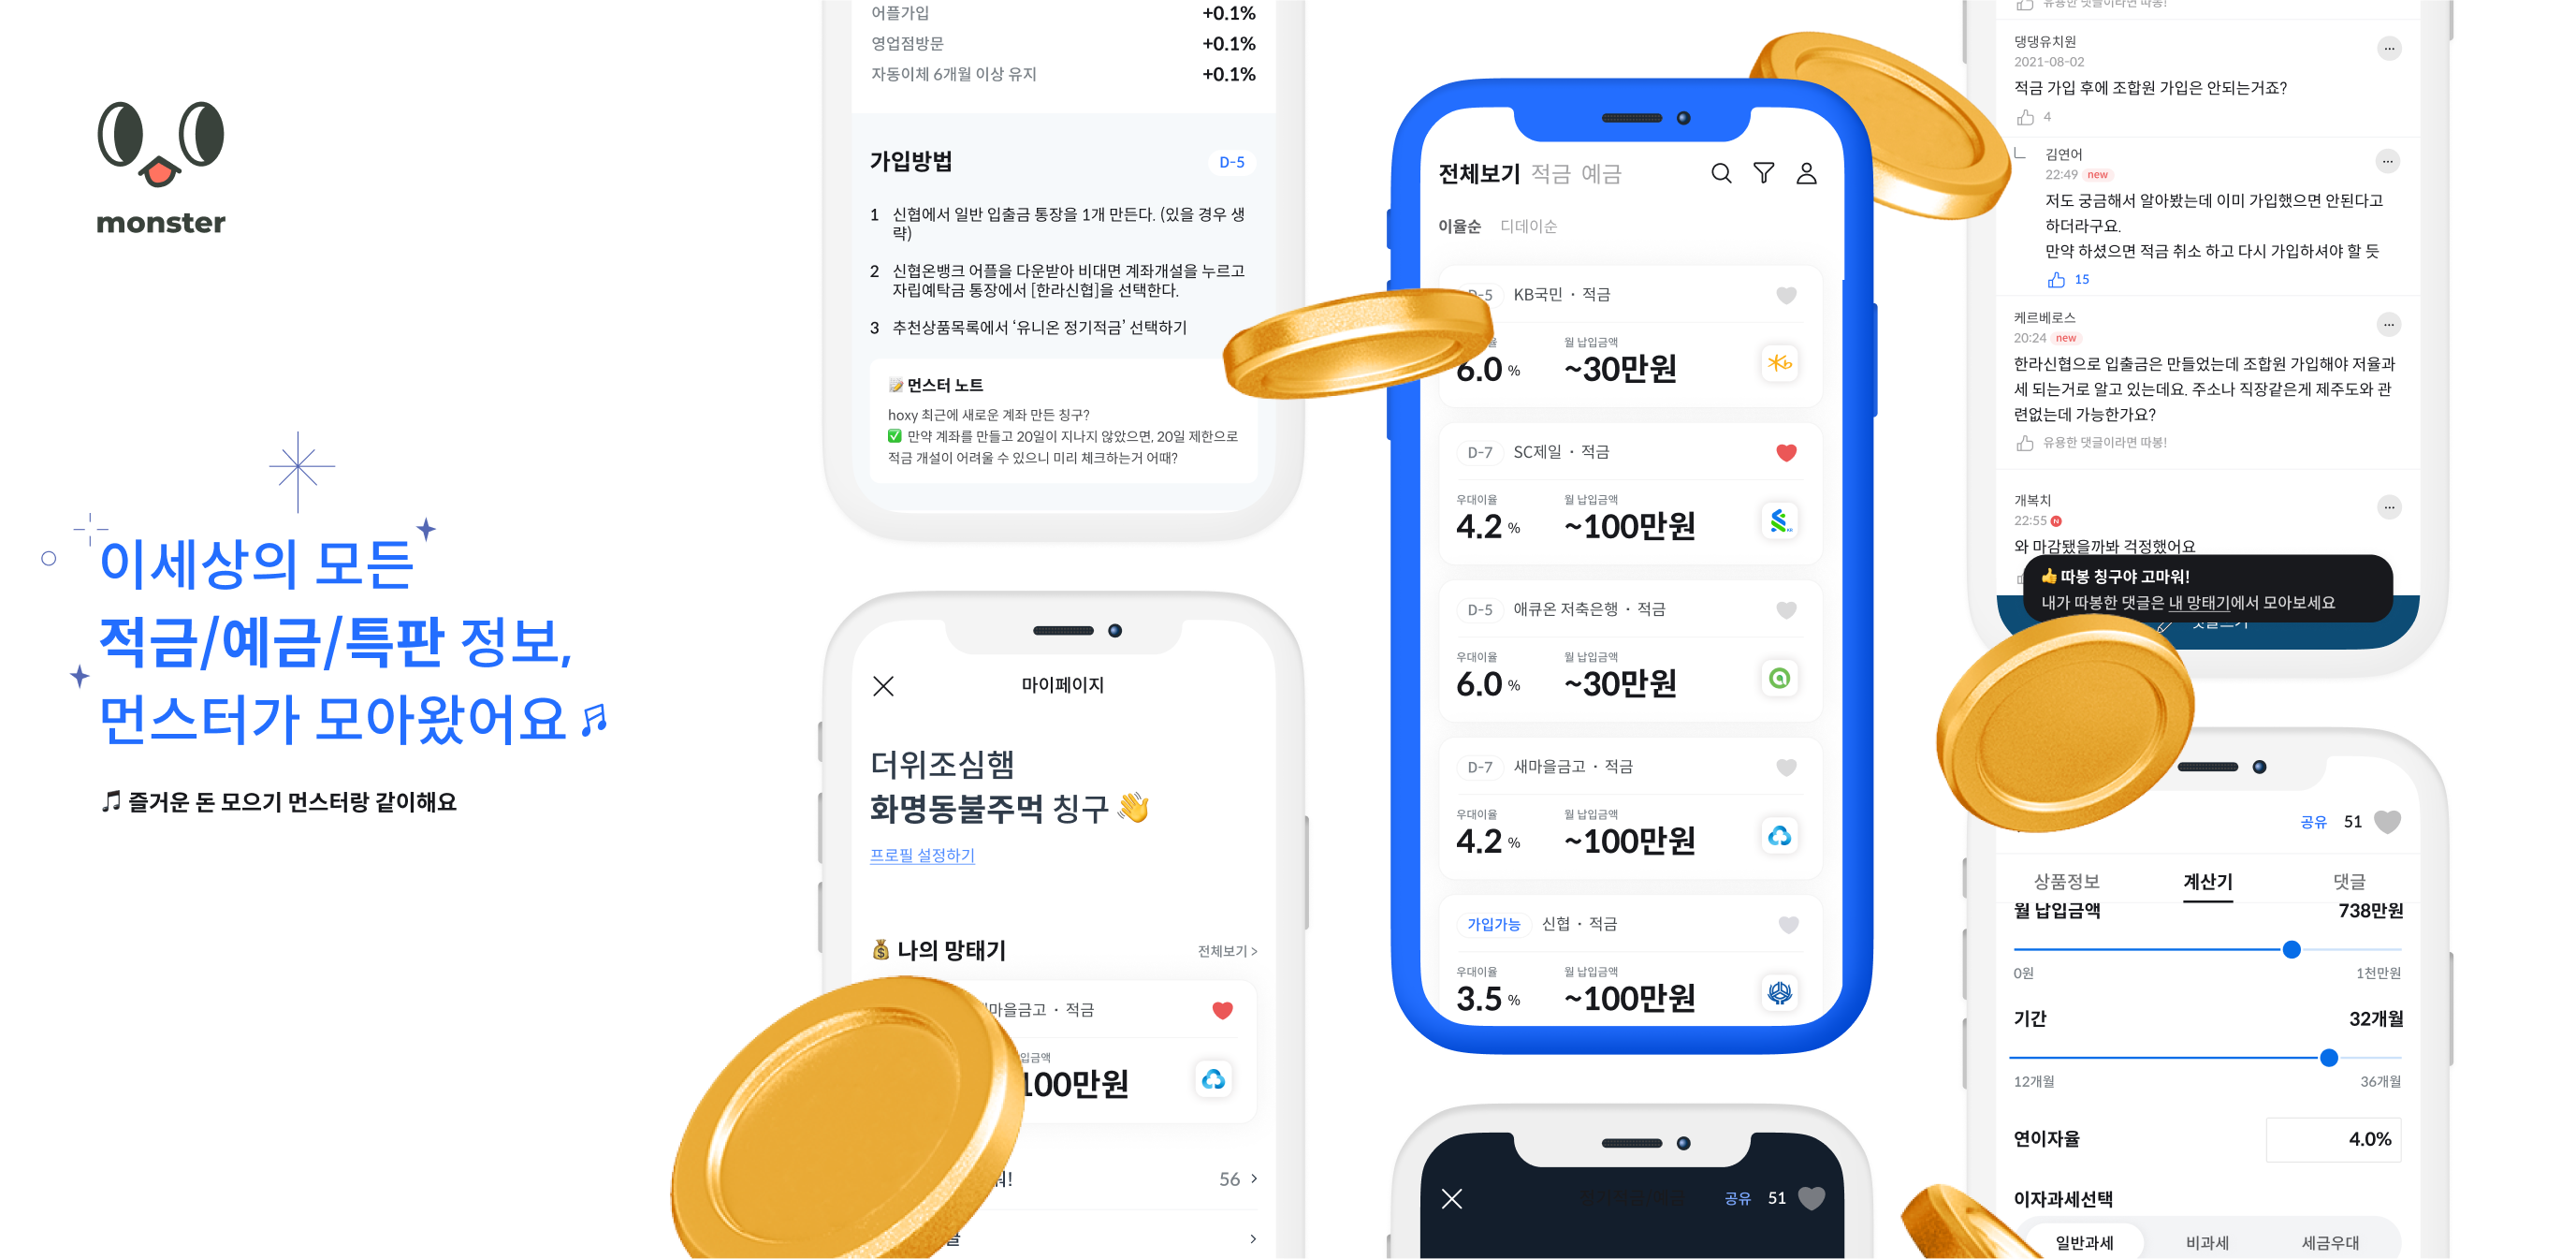 monster
이세상의 모든
적금/예금/특판 정보,
먼스터가 모아왔어요
즐거운 돈 모으기 먼스터랑 같이해요
어플가입 +0.1%
영업점방문 +0.1%
자동이체 6개월 이상 유지 +0.1%
가입방법 D-5
1 신협에서 일반 입출금 통장을 1개 만든다. (있을 경우 생
략)
2 신협온뱅크 어플을 다운받아 비대면 계좌개설을 누르고
자립예탁금 통장에서 [한라신협]을 선택한다.
3 추천상품목록에서 ‘유니온 정기적금’ 선택하기
먼스터 노트
hoxy 최근에 새로운 계좌 만든 칭구?
✅ 만약 계좌를 만들고 20일이 지나지 않았으면, 20일 제한으로
적금 개설이 어려울 수 있으니 미리 체크하는거 어때?
마이페이지
더위조심햄
화명동불주먹 칭구 👋
프로필 설정하기
💰 나의 망태기 전체보기 >
마을금고 · 적금
입금액
100만원
56 >
전체보기 적금 예금
이율순 디데이순
D-5 KB국민 · 적금
월 납입금액
6.0 % ~30만원
D-7 SC제일 · 적금
우대이율 월 납입금액
4.2 % ~100만원
D-5 애큐온 저축은행 · 적금
우대이율 월 납입금액
6.0 % ~30만원
D-7 새마을금고 · 적금
우대이율 월 납입금액
4.2 % ~100만원
가입가능 신협 · 적금
우대이율 월 납입금액
3.5 % ~100만원
공유 51
유용한 댓글이라면 따봉!
댕댕유치원
2021-08-02
적금 가입 후에 조합원 가입은 안되는거죠?
4
김연어
22:49 new
저도 궁금해서 알아봤는데 이미 가입했으면 안된다고
하더라구요.
만약 하셨으면 적금 취소 하고 다시 가입하셔야 할 듯
15
케르베로스
20:24 new
한라신협으로 입출금은 만들었는데 조합원 가입해야 저율과
세 되는거로 알고 있는데요. 주소나 직장같은게 제주도와 관
련없는데 가능한가요?
유용한 댓글이라면 따봉!
개복치
22:55 N
와 마감됐을까봐 걱정했어요
👍 따봉 칭구야 고마워!
내가 따봉한 댓글은 내 망태기에서 모아보세요
공유 51
상품정보 계산기 댓글
월 납입금액 738만원
0원 1천만원
기간 32개월
12개월 36개월
연이자율 4.0%
이자과세선택
일반과세 비과세 세금우대